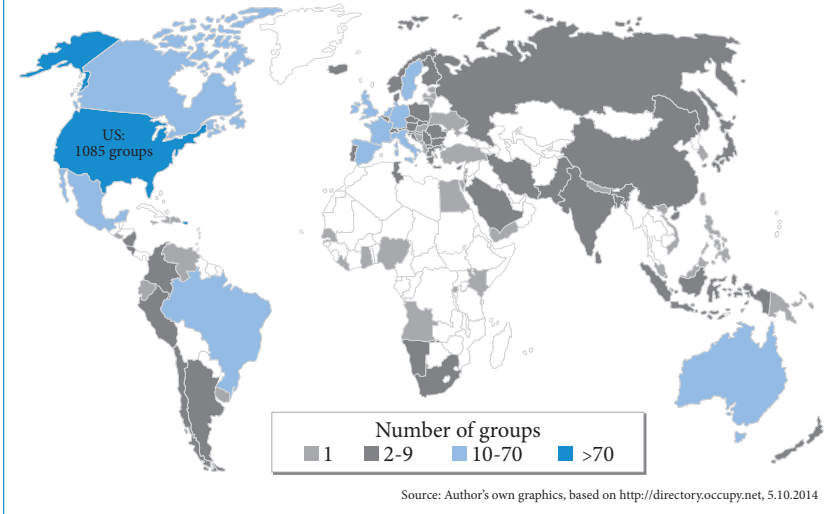 US:
1085 groups
Number of groups
1 2-9 10-70 >70
Source: Author's own graphics, based on http://directory.occupy.net, 5.10.2014